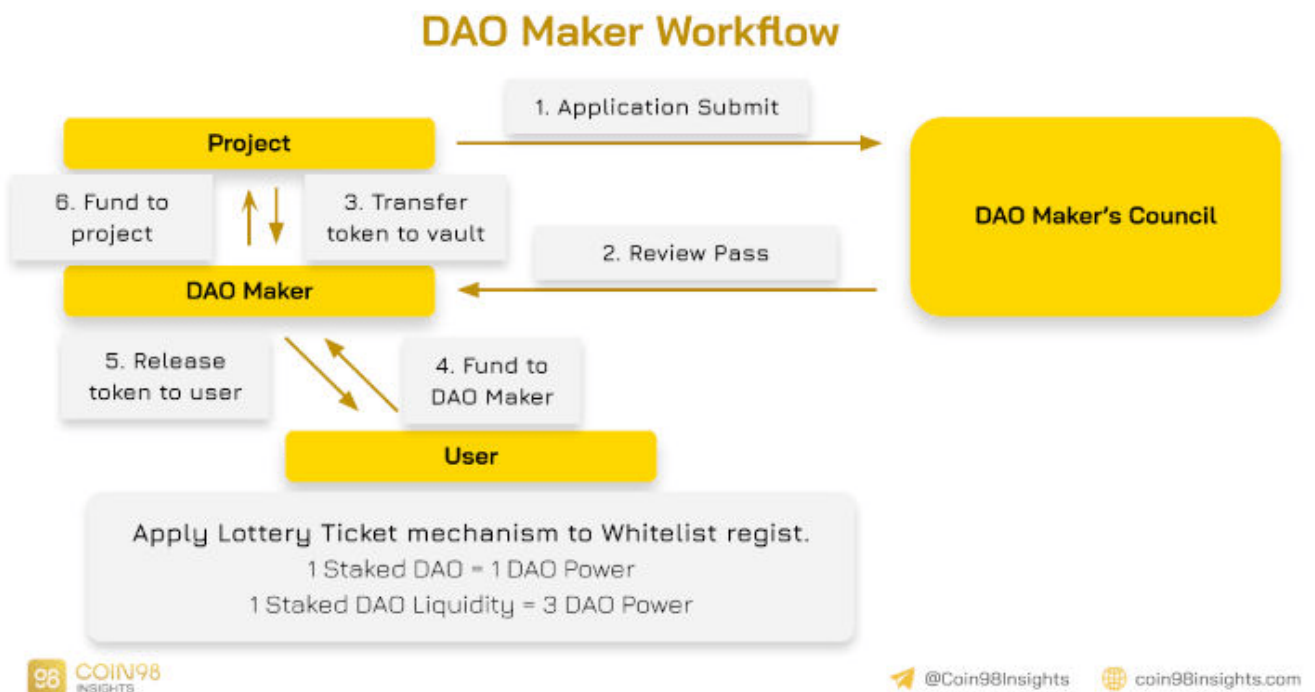 DAO Maker Workflow
1. Application Submit
Project
DAO Maker's Council
6. Fund to
project
3. Transfer
token to vault
2. Review Pass
DAO Maker
5. Release
token to user
4. Fund to
DAO Maker
User
Apply Lottery Ticket mechanism to Whitelist regist.
1 Staked DAO = 1 DAO Power
1 Staked DAO Liquidity = 3 DAO Power
98
COIN98
INSIGHTS
@Coin98Insights
coin98insights.com